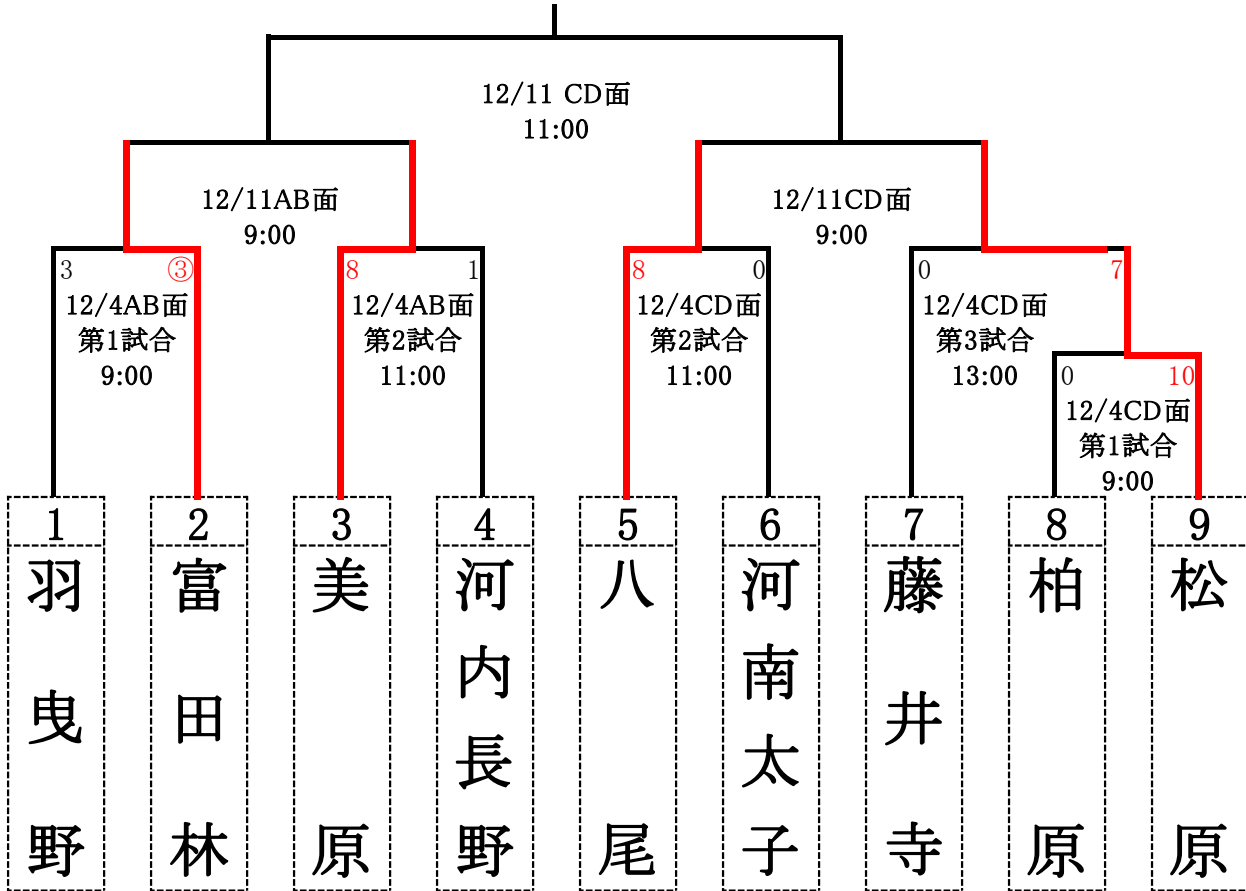 12/11 CD面
11:00
12/11AB面
9:00
12/11CD面
9:00
3 ③
12/4AB面
第1試合
9:00
8 1
12/4AB面
第2試合
11:00
8 0
12/4CD面
第2試合
11:00
0 7
12/4CD面
第3試合
13:00
0 10
12/4CD面
第1試合
9:00
1
羽曳野
2
富田林
3
美原
4
河内長野
5
八尾
6
河南太子
7
藤井寺
8
柏原
9
松原